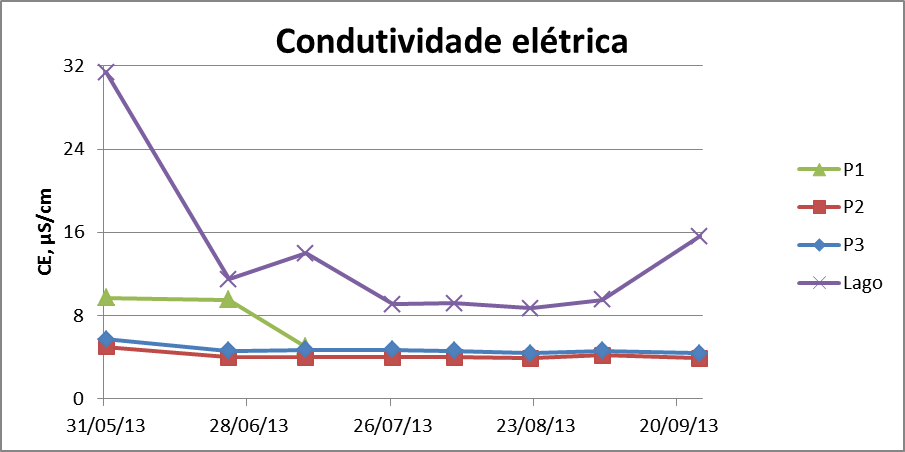 Condutividade elétrica
32
24
16
8
0
CE, µS/cm
31/05/13 28/06/13 26/07/13 23/08/13 20/09/13
P1
P2
P3
Lago